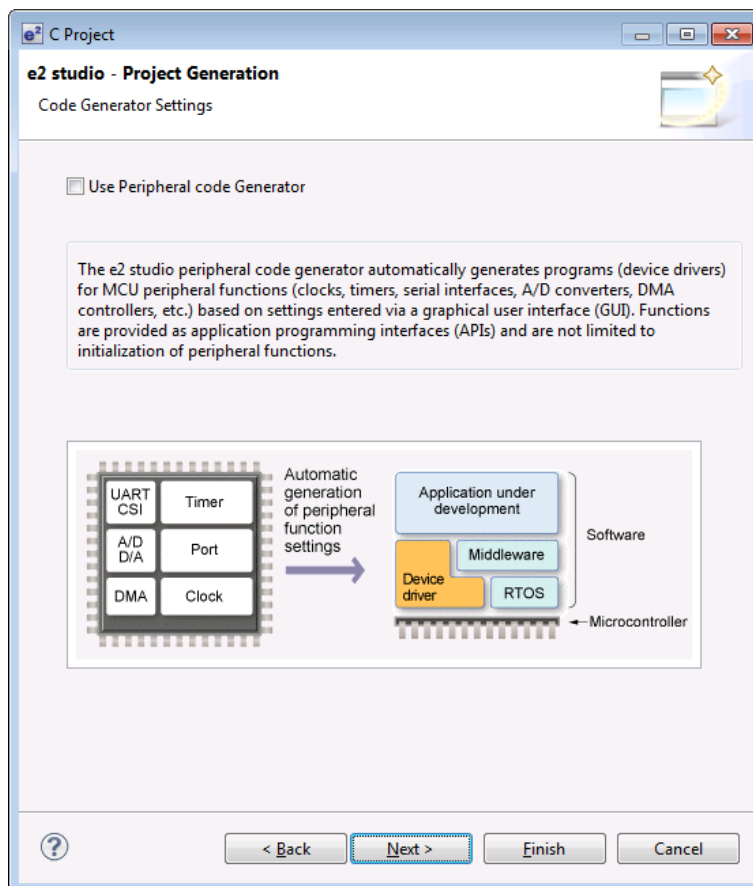 e² C Project
e2 studio - Project Generation
Code Generator Settings
Use Peripheral code Generator
The e2 studio peripheral code generator automatically generates programs (device drivers)
for MCU peripheral functions (clocks, timers, serial interfaces, A/D converters, DMA
controllers, etc.) based on settings entered via a graphical user interface (GUI). Functions
are provided as application programming interfaces (APIs) and are not limited to
initialization of peripheral functions.
UART
CSI
Timer
A/D
D/A
Port
DMA
Clock
Automatic
generation
of peripheral
function
settings
Application under
development
Middleware
Device
driver
RTOS
Software
Microcontroller
?
< Back
Next >
Finish
Cancel